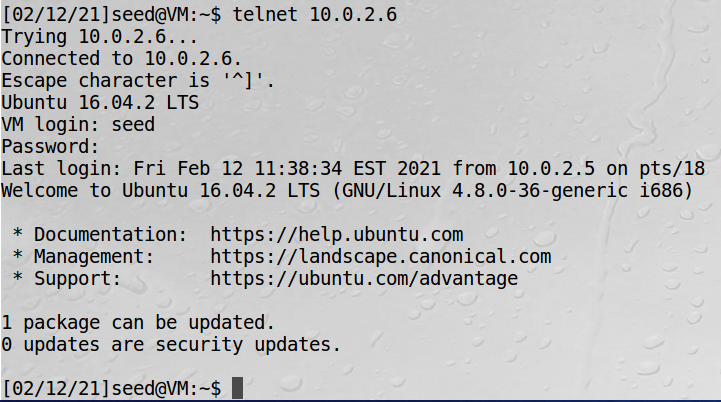 [02/12/21]seed@VM:~$ telnet 10.0.2.6
Trying 10.0.2.6...
Connected to 10.0.2.6.
Escape character is '^]'.
Ubuntu 16.04.2 LTS
VM login: seed
Password:
Last login: Fri Feb 12 11:38:34 EST 2021 from 10.0.2.5 on pts/18
Welcome to Ubuntu 16.04.2 LTS (GNU/Linux 4.8.0-36-generic i686)

 * Documentation:  https://help.ubuntu.com
 * Management:     https://landscape.canonical.com
 * Support:        https://ubuntu.com/advantage

1 package can be updated.
0 updates are security updates.

[02/12/21]seed@VM:~$